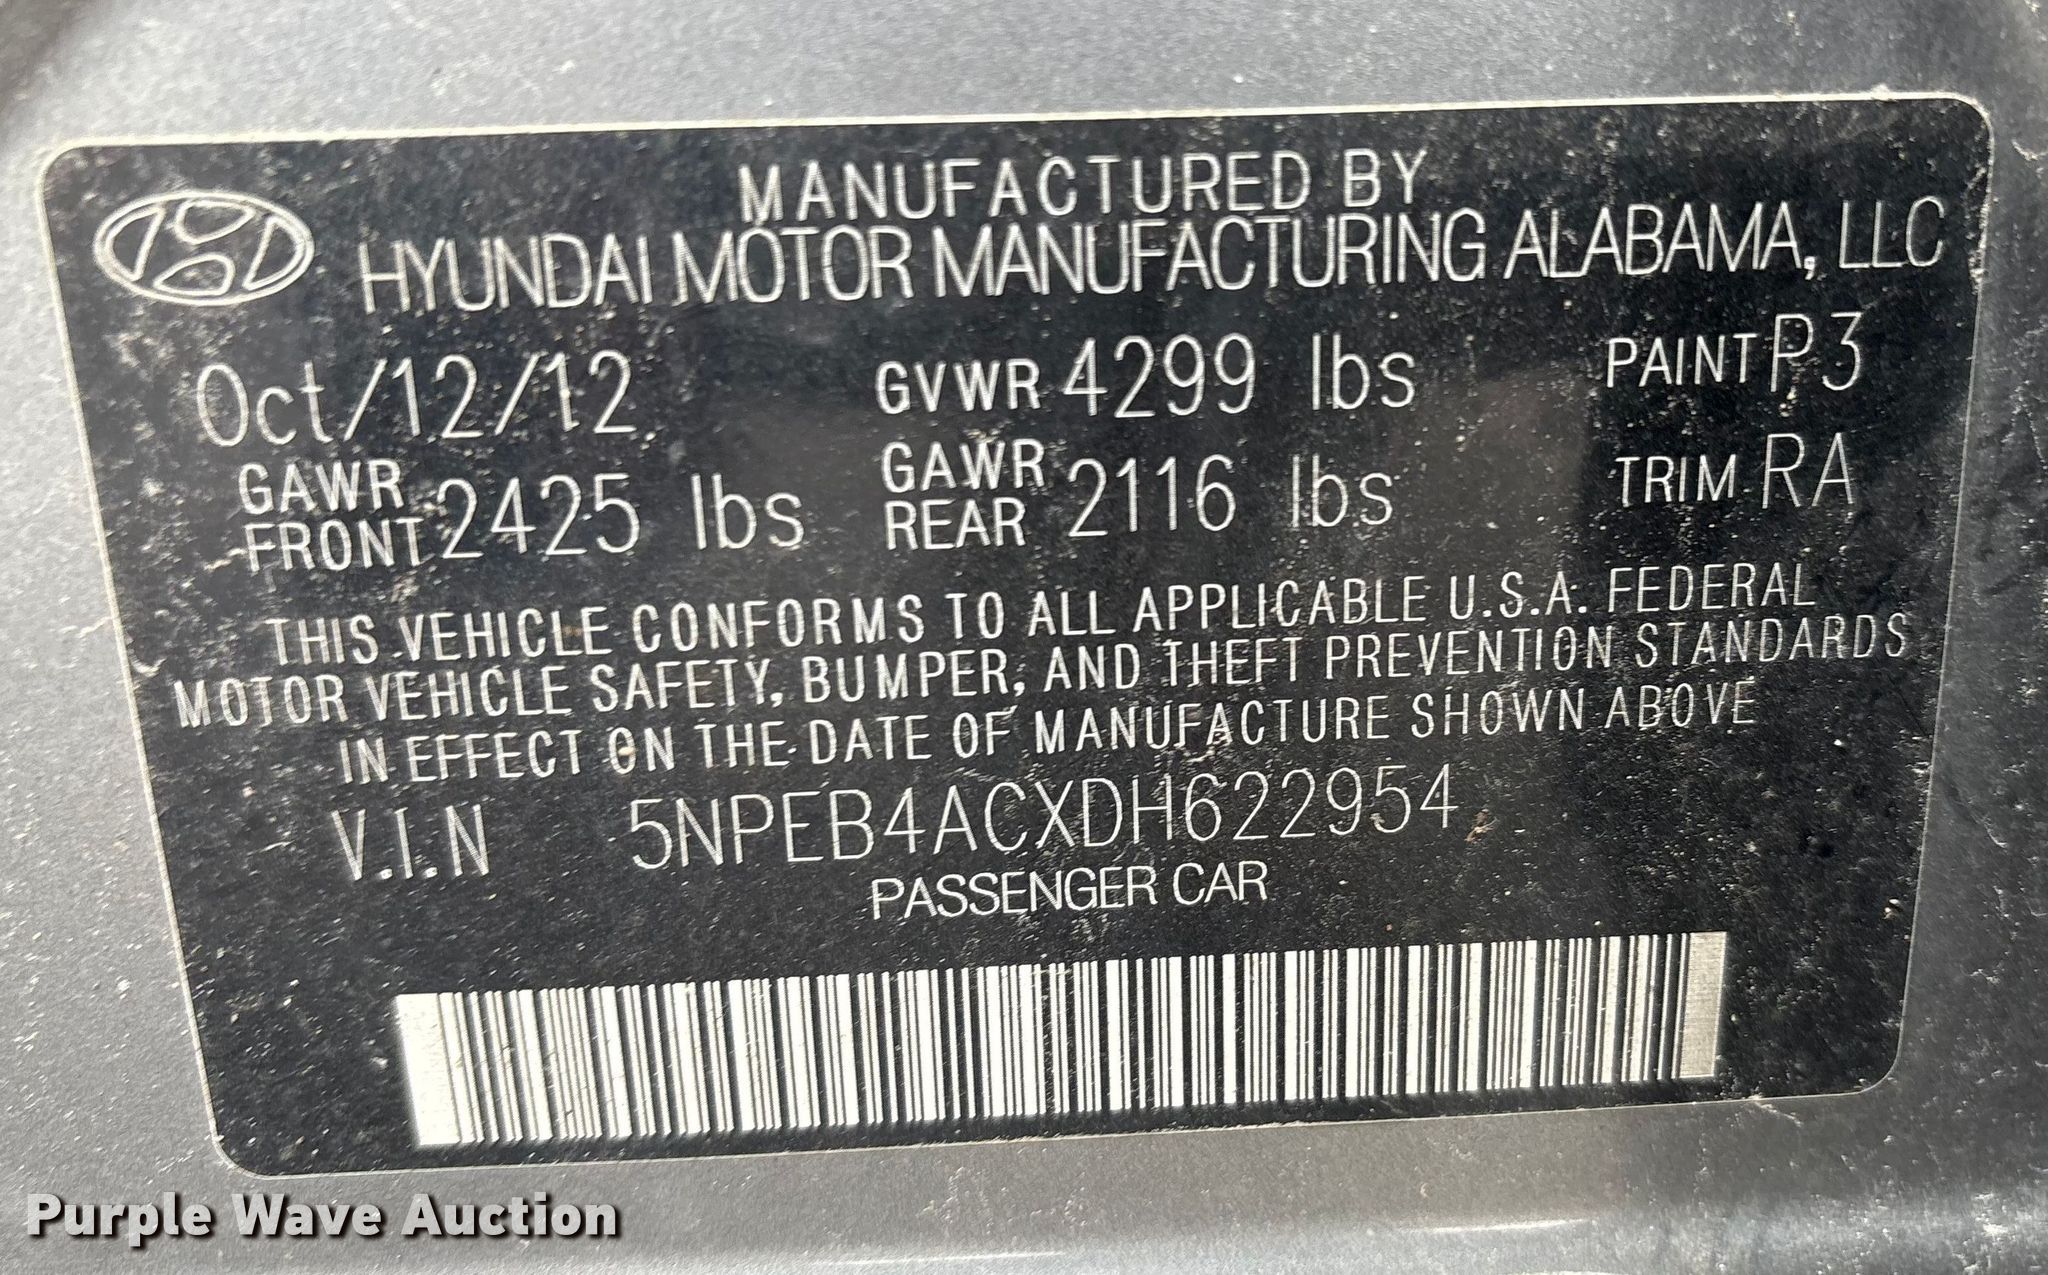 MANUFACTURED BY
HYUNDAI MOTOR MANUFACTURING ALABAMA, LLC
Oct/12/12 GVWR 4299 lbs PAINT P3
GAWR FRONT 2425 lbs GAWR REAR 2116 lbs TRIM RA
THIS VEHICLE CONFORMS TO ALL APPLICABLE U.S.A. FEDERAL
MOTOR VEHICLE SAFETY, BUMPER, AND THEFT PREVENTION STANDARDS
IN EFFECT ON THE DATE OF MANUFACTURE SHOWN ABOVE
V.I.N 5NPEB4ACXDH622954
PASSENGER CAR
Purple Wave Auction